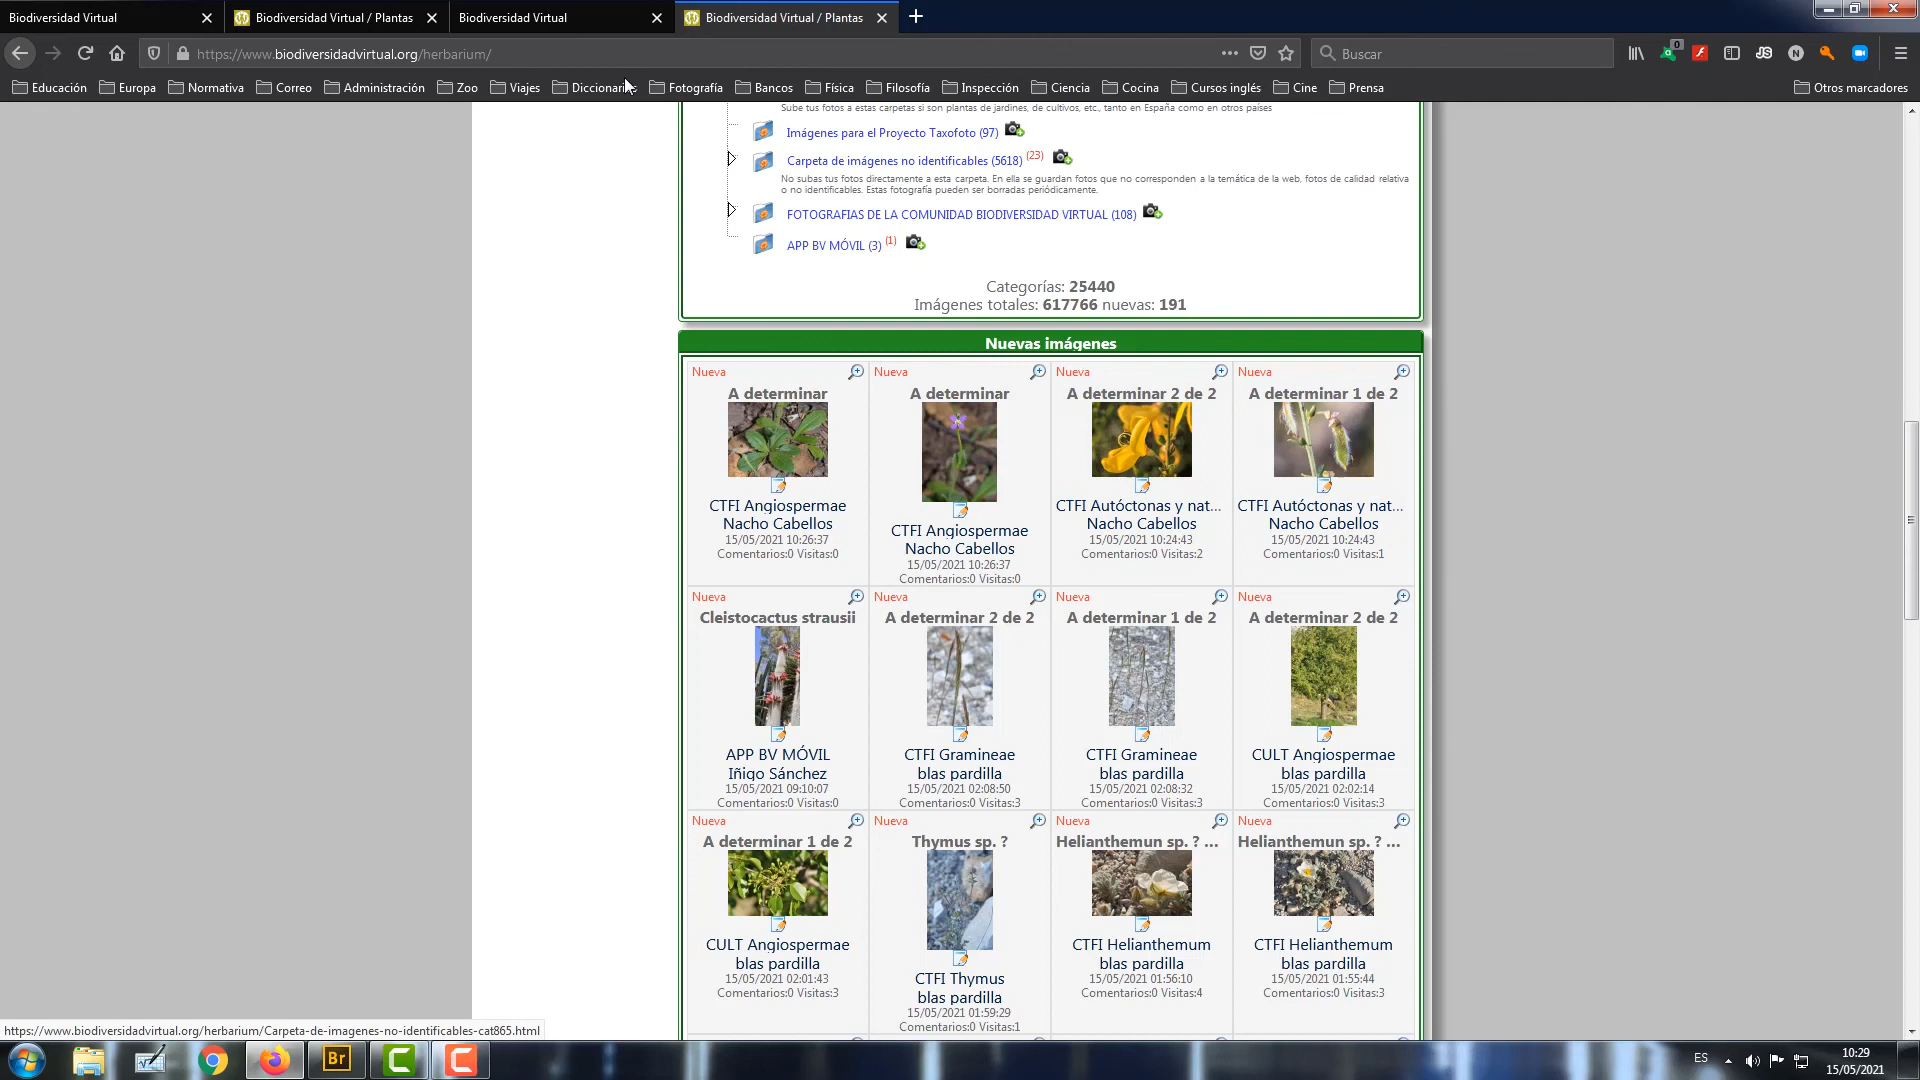 Biodiversidad Virtual
Biodiversidad Virtual / Plantas
Biodiversidad Virtual
Biodiversidad Virtual / Plantas
https://www.biodiversidadvirtual.org/herbarium/
Buscar
Educación Europa Normativa Correo Administración Zoo Viajes Diccionarios Fotografía Bancos Física Filosofía Inspección Ciencia Cocina Cursos inglés Cine Prensa Otros marcadores
Sube tus fotos a estas carpetas si son plantas de jardines, de cultivos, etc., tanto en España como en otros países
Imágenes para el Proyecto Taxofoto (97)
Carpeta de imágenes no identificables (5618) (23)
No subas tus fotos directamente a esta carpeta. En ella se guardan fotos que no corresponden a la temática de la web, fotos de calidad relativa
o no identificables. Estas fotografía pueden ser borradas periódicamente.
FOTOGRAFIAS DE LA COMUNIDAD BIODIVERSIDAD VIRTUAL (108)
APP BV MÓVIL (3) (1)
Categorías: 25440
Imágenes totales: 617766 nuevas: 191
Nuevas imágenes
Nueva Nueva Nueva Nueva
A determinar A determinar A determinar 2 de 2 A determinar 1 de 2
CTFI Angiospermae
Nacho Cabellos
15/05/2021 10:26:37
Comentarios:0 Visitas:0
CTFI Angiospermae
Nacho Cabellos
15/05/2021 10:26:37
Comentarios:0 Visitas:0
CTFI Autóctonas y nat...
Nacho Cabellos
15/05/2021 10:24:43
Comentarios:0 Visitas:2
CTFI Autóctonas y nat...
Nacho Cabellos
15/05/2021 10:24:43
Comentarios:0 Visitas:1
Nueva Nueva Nueva Nueva
Cleistocactus strausii A determinar 2 de 2 A determinar 1 de 2 A determinar 2 de 2
APP BV MÓVIL
Iñigo Sánchez
15/05/2021 09:10:07
Comentarios:0 Visitas:0
CTFI Gramineae
blas pardilla
15/05/2021 02:08:50
Comentarios:0 Visitas:3
CTFI Gramineae
blas pardilla
15/05/2021 02:08:32
Comentarios:0 Visitas:3
CULT Angiospermae
blas pardilla
15/05/2021 02:02:14
Comentarios:0 Visitas:3
Nueva Nueva Nueva Nueva
A determinar 1 de 2 Thymus sp. ? Helianthemun sp. ? ... Helianthemun sp. ? ...
CULT Angiospermae
blas pardilla
15/05/2021 02:01:43
Comentarios:0 Visitas:3
CTFI Thymus
blas pardilla
15/05/2021 01:59:29
Comentarios:0 Visitas:1
CTFI Helianthemum
blas pardilla
15/05/2021 01:56:10
Comentarios:0 Visitas:4
CTFI Helianthemum
blas pardilla
15/05/2021 01:55:44
Comentarios:0 Visitas:3
https://www.biodiversidadvirtual.org/herbarium/Carpeta-de-imagenes-no-identificables-cat865.html
Br
ES
10:29
15/05/2021